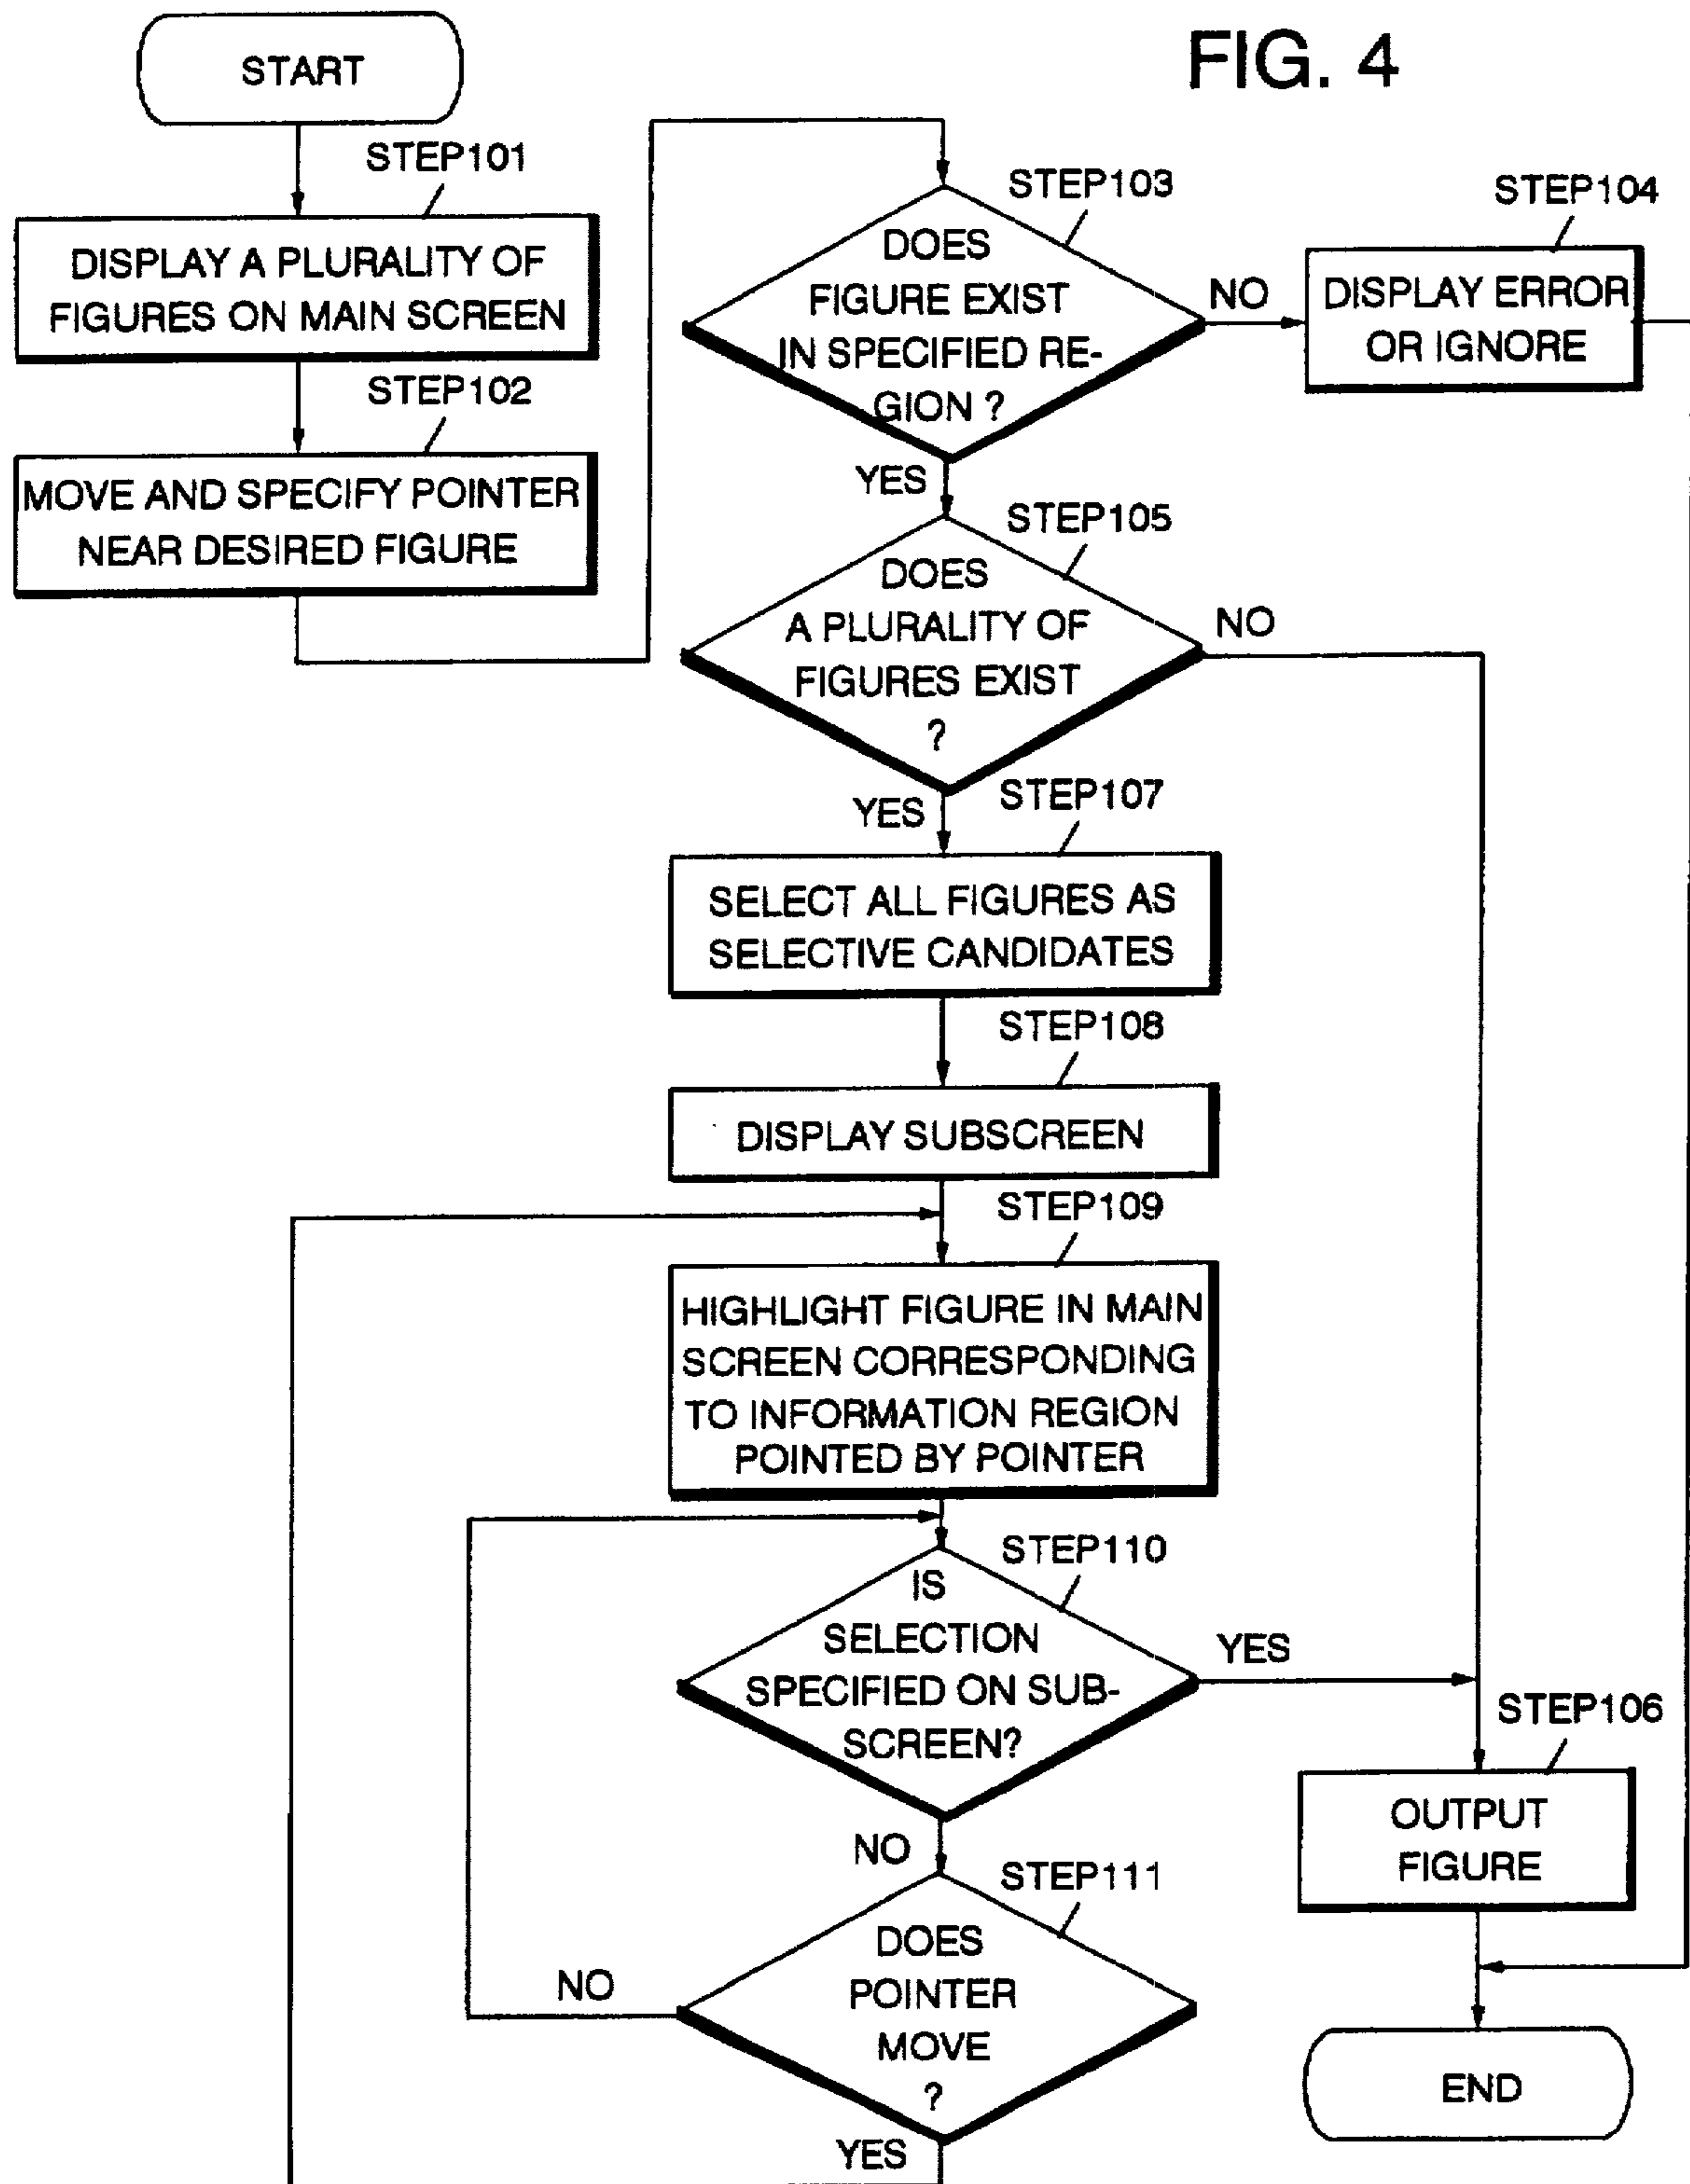 FIG. 4
START
STEP101
DISPLAY A PLURALITY OF
FIGURES ON MAIN SCREEN
STEP102
MOVE AND SPECIFY POINTER
NEAR DESIRED FIGURE
STEP103
DOES
FIGURE EXIST
IN SPECIFIED RE-
GION ?
NO
STEP104
DISPLAY ERROR
OR IGNORE
YES
STEP105
DOES
A PLURALITY OF
FIGURES EXIST
?
NO
YES
STEP107
SELECT ALL FIGURES AS
SELECTIVE CANDIDATES
STEP108
DISPLAY SUBSCREEN
STEP109
HIGHLIGHT FIGURE IN MAIN
SCREEN CORRESPONDING
TO INFORMATION REGION
POINTED BY POINTER
STEP110
IS
SELECTION
SPECIFIED ON SUB-
SCREEN?
YES
STEP106
OUTPUT
FIGURE
NO
STEP111
DOES
POINTER
MOVE
?
NO
YES
END